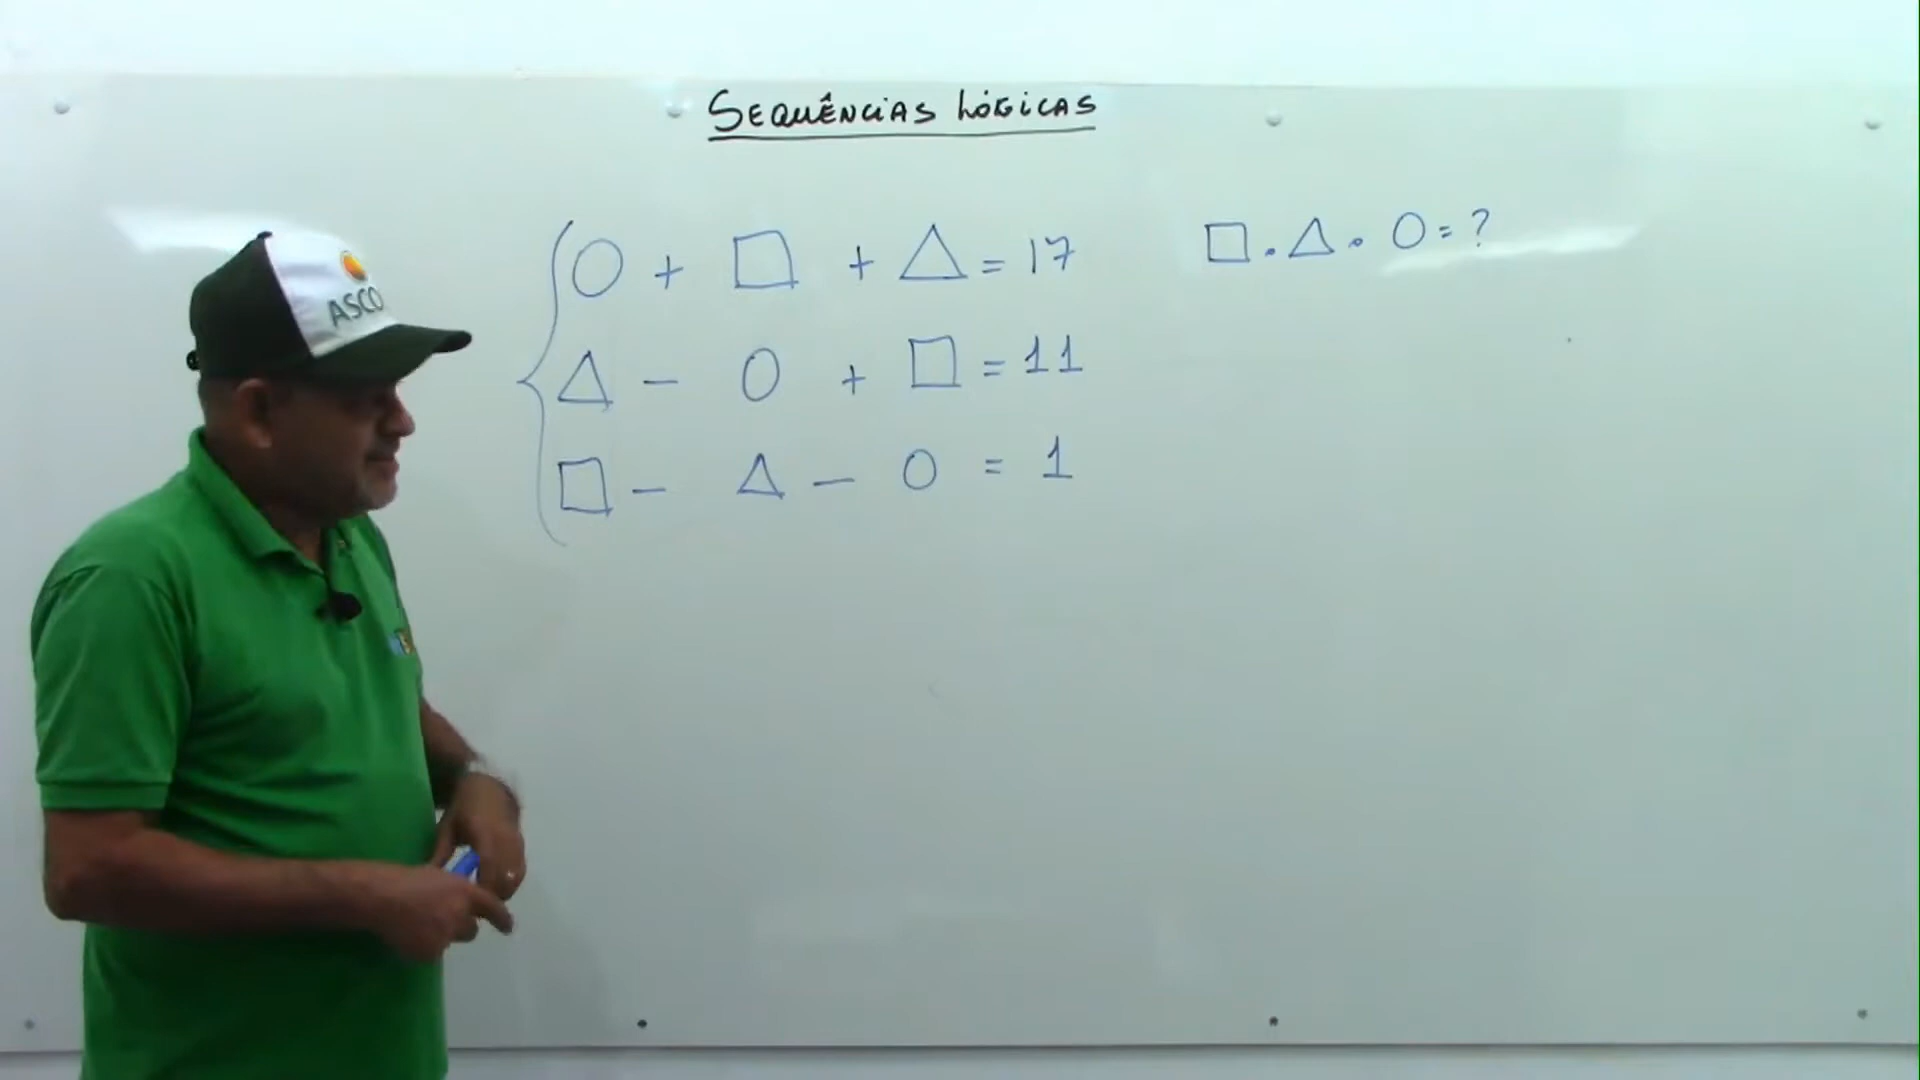 SEQUÊNCIAS LÓGICAS
○ + □ + △ = 17
□ . △ . ○ = ?
△ − ○ + □ = 11
□ − △ − ○ = 1
ASCO